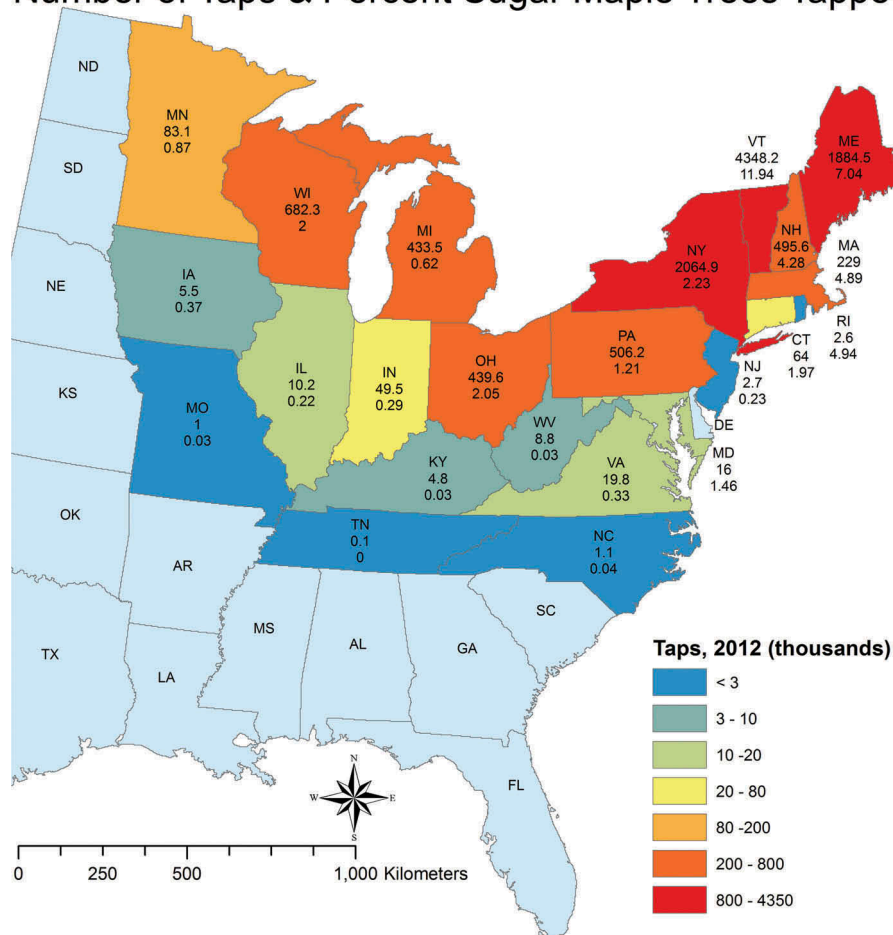 Number of Taps & Percent Sugar Maple Trees Tapped
ND
MN
83.1
0.87
SD
WI
682.3
2
MI
433.5
0.62
VT
4348.2
11.94
ME
1884.5
7.04
NH
495.6
4.28
MA
229
4.89
NY
2064.9
2.23
NE
IA
5.5
0.37
RI
2.6
4.94
CT
64
1.97
PA
506.2
1.21
NJ
2.7
0.23
OH
439.6
2.05
IN
49.5
0.29
IL
10.2
0.22
KS
MO
1
0.03
WV
8.8
0.03
DE
MD
16
1.46
KY
4.8
0.03
VA
19.8
0.33
OK
TN
0.1
0
NC
1.1
0.04
AR
SC
MS
AL
GA
TX
LA
FL
Taps, 2012 (thousands)
< 3
3 - 10
10 -20
20 - 80
80 -200
200 - 800
800 - 4350
N
W
E
S
0
250
500
1,000 Kilometers